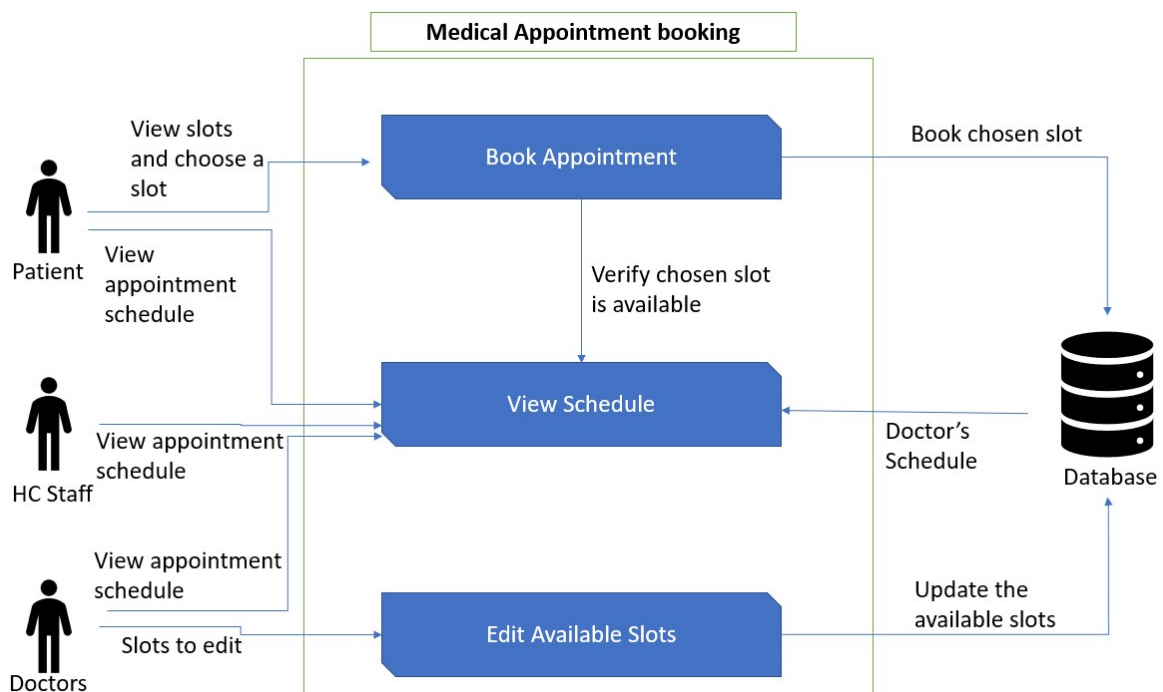 Medical Appointment booking
View slots
and choose a
slot
Book Appointment
Book chosen slot
Patient
View
appointment
schedule
Verify chosen slot
is available
View Schedule
Doctor’s
Schedule
Database
View appointment
schedule
HC Staff
View appointment
schedule
Slots to edit
Doctors
Edit Available Slots
Update the
available slots